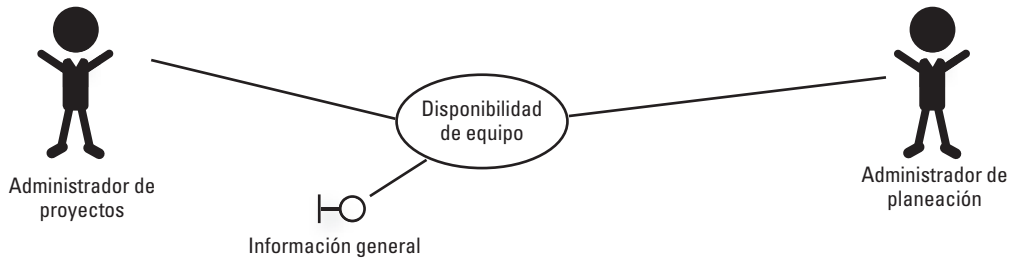 Disponibilidad
de equipo
Administrador de
proyectos
Administrador de
planeación
Información general